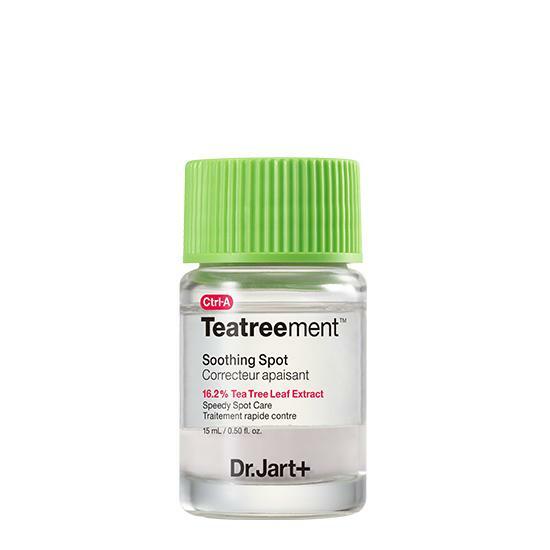 Ctrl-A
Teatreement™
Soothing Spot
Correcteur apaisant
16.2% Tea Tree Leaf Extract
Speedy Spot Care
Traitement rapide contre
15 mL / 0.50 fl. oz.
Dr.Jart+